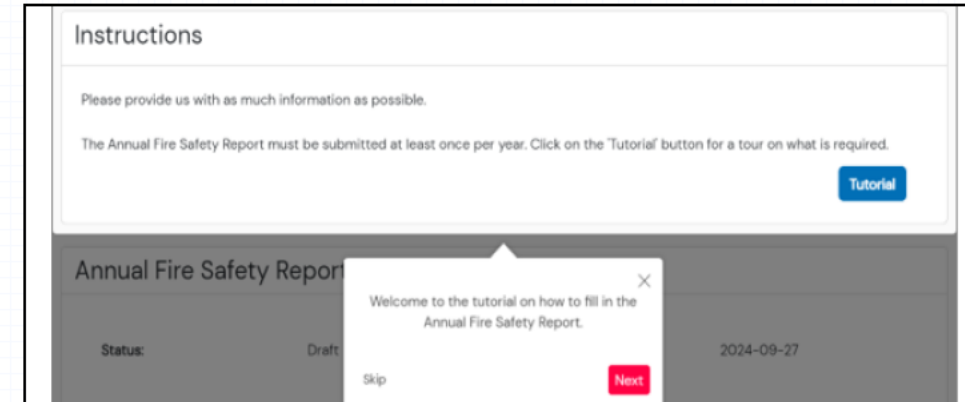 Instructions
Please provide us with as much information as possible.
The Annual Fire Safety Report must be submitted at least once per year. Click on the 'Tutorial' button for a tour on what is required.
Tutorial
Annual Fire Safety Report
Welcome to the tutorial on how to fill in the
Annual Fire Safety Report.
Status: Draft 2024-09-27
Skip Next